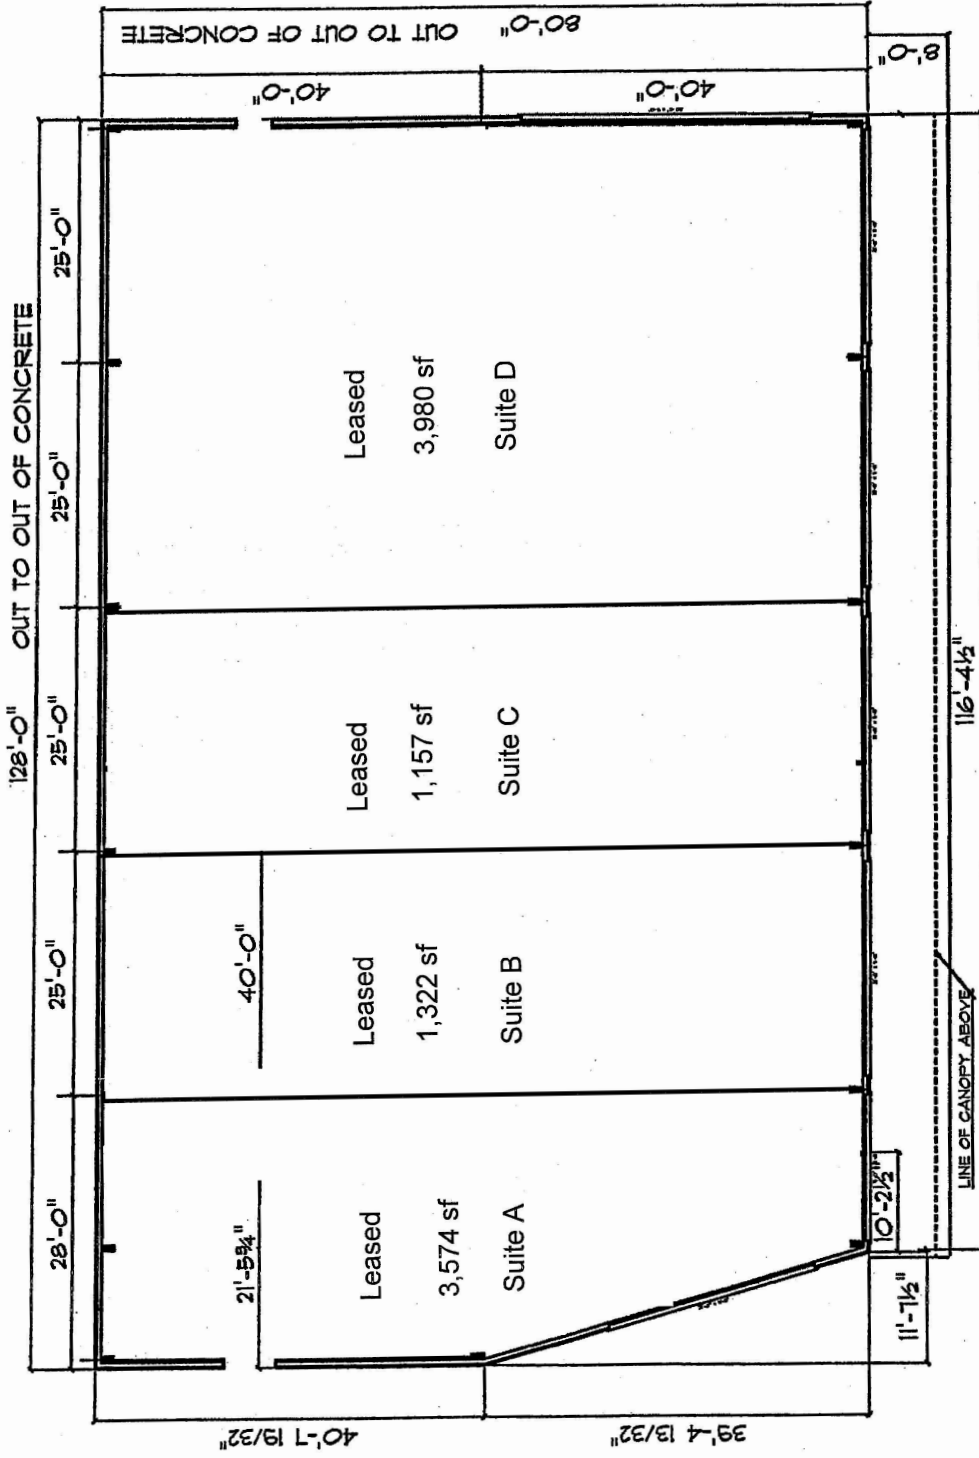 128'-0" OUT TO OUT OF CONCRETE
28'-0"
25'-0"
25'-0"
25'-0"
25'-0"
OUT TO OUT OF CONCRETE 80'-0"
40'-0"
40'-0"
8'-0"
21'-5¾"
40'-0"
Leased
3,574 sf
Suite A
Leased
1,322 sf
Suite B
Leased
1,157 sf
Suite C
Leased
3,980 sf
Suite D
40'-7 19/32"
39'-4 13/32"
10'-2½"
11'-7½"
LINE OF CANOPY ABOVE
116'-4½"